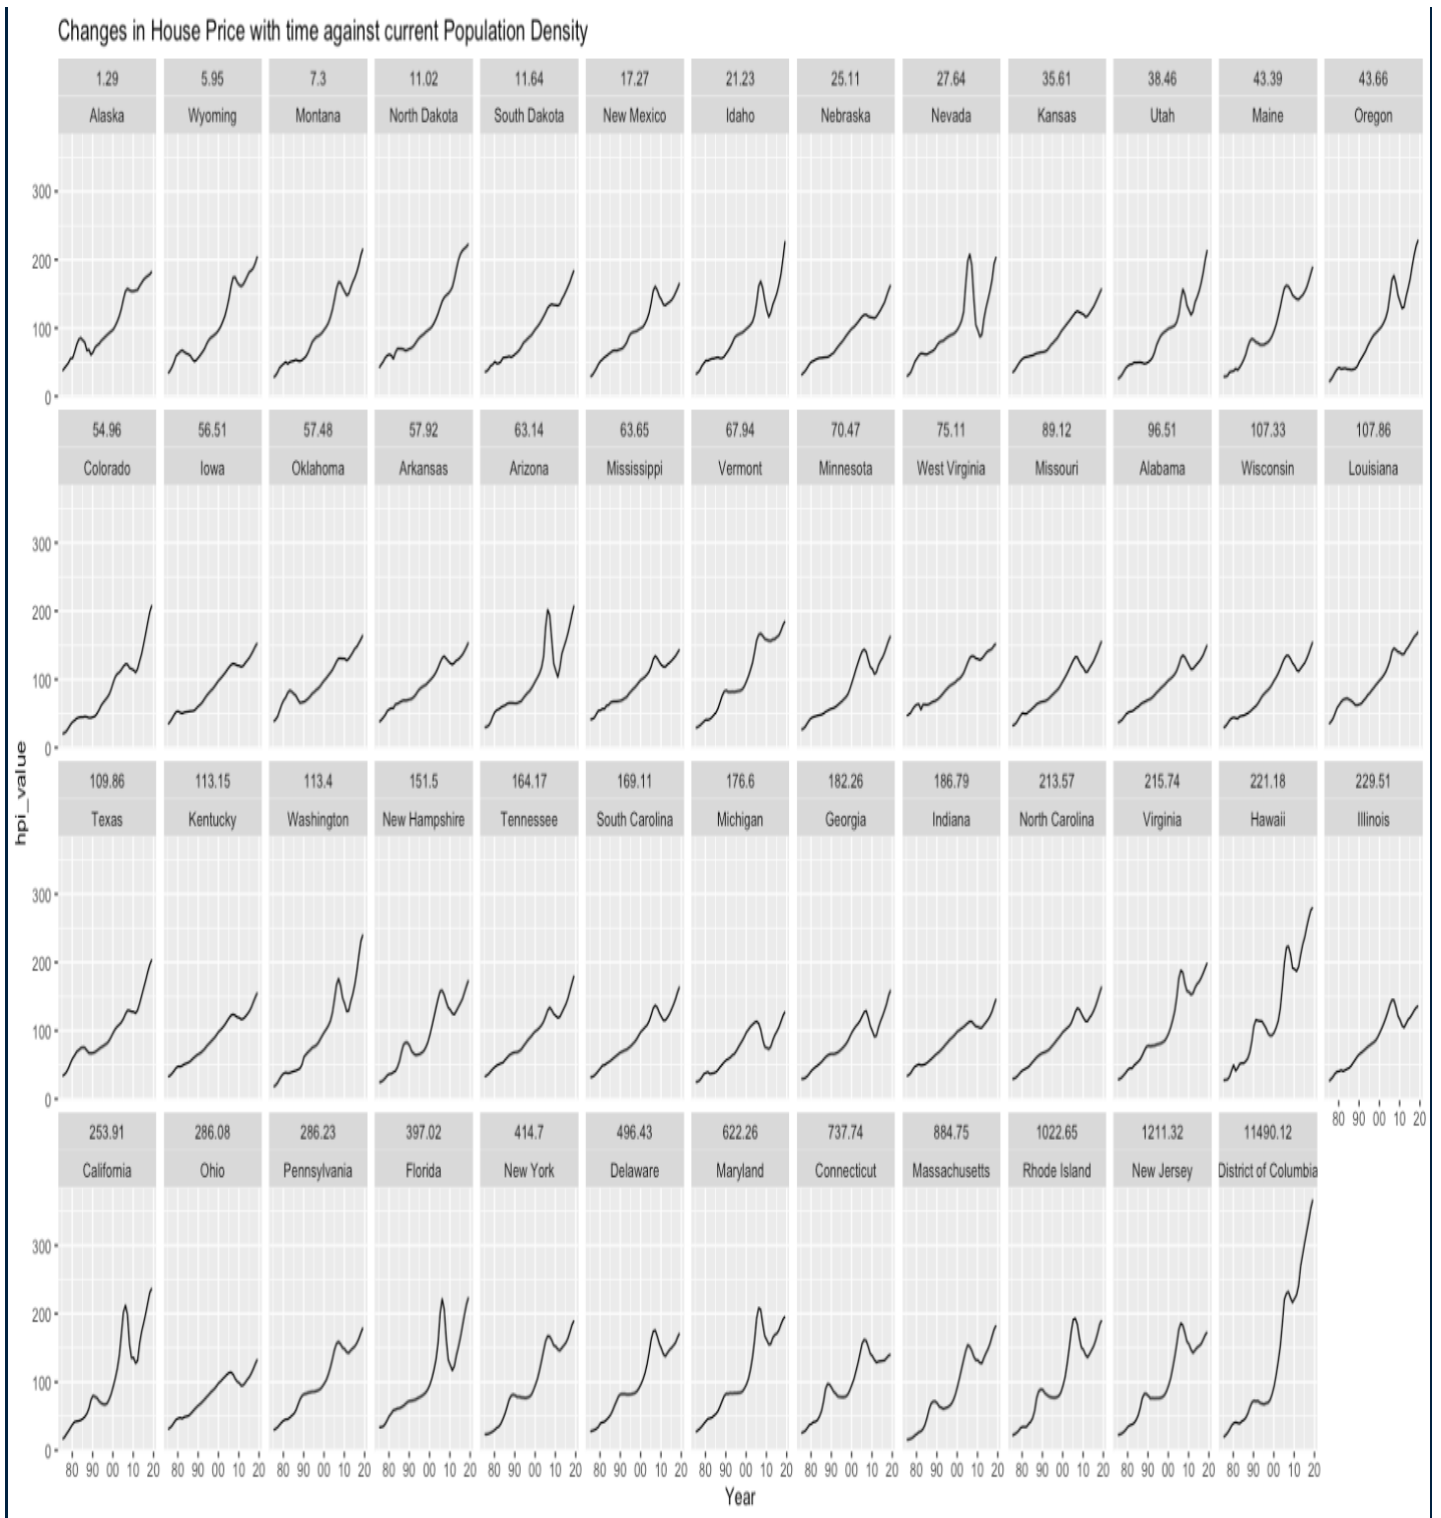 Changes in House Price with time against current Population Density
1.29 5.95 7.3 11.02 11.64 17.27 21.23 25.11 27.64 35.61 38.46 43.39 43.66
Alaska Wyoming Montana North Dakota South Dakota New Mexico Idaho Nebraska Nevada Kansas Utah Maine Oregon
300
200
100
0
54.96 56.51 57.48 57.92 63.14 63.65 67.94 70.47 75.11 89.12 96.51 107.33 107.86
Colorado Iowa Oklahoma Arkansas Arizona Mississippi Vermont Minnesota West Virginia Missouri Alabama Wisconsin Louisiana
300
200
100
0
hpi_value
109.86 113.15 113.4 151.5 164.17 169.11 176.6 182.26 186.79 213.57 215.74 221.18 229.51
Texas Kentucky Washington New Hampshire Tennessee South Carolina Michigan Georgia Indiana North Carolina Virginia Hawaii Illinois
300
200
100
0
80 90 00 10 20
253.91 286.08 286.23 397.02 414.7 496.43 622.26 737.74 884.75 1022.65 1211.32 11490.12
California Ohio Pennsylvania Florida New York Delaware Maryland Connecticut Massachusetts Rhode Island New Jersey District of Columbia
300
200
100
0
80 90 00 10 20 80 90 00 10 20 80 90 00 10 20 80 90 00 10 20 80 90 00 10 20 80 90 00 10 20 80 90 00 10 20 80 90 00 10 20 80 90 00 10 20 80 90 00 10 20 80 90 00 10 20 80 90 00 10 20
Year